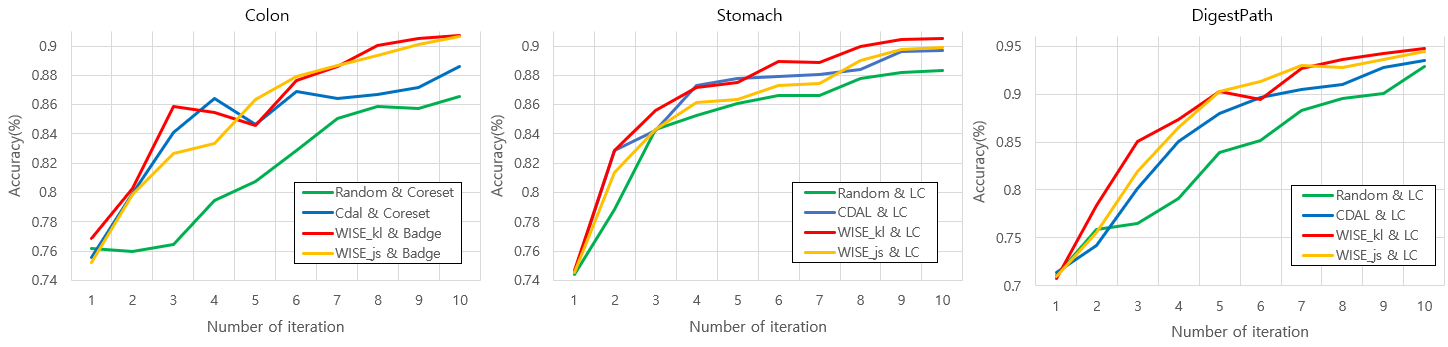 Colon
Accuracy(%)
0.9
0.88
0.86
0.84
0.82
0.8
0.78
0.76
0.74
Random & Coreset
Cdal & Coreset
WISE_kl & Badge
WISE_js & Badge
1 2 3 4 5 6 7 8 9 10
Number of iteration
Stomach
Accuracy(%)
0.9
0.88
0.86
0.84
0.82
0.8
0.78
0.76
0.74
Random & LC
CDAL & LC
WISE_kl & LC
WISE_js & LC
1 2 3 4 5 6 7 8 9 10
Number of iteration
DigestPath
Accuracy(%)
0.95
0.9
0.85
0.8
0.75
0.7
Random & LC
CDAL & LC
WISE_kl & LC
WISE_js & LC
1 2 3 4 5 6 7 8 9 10
Number of iteration